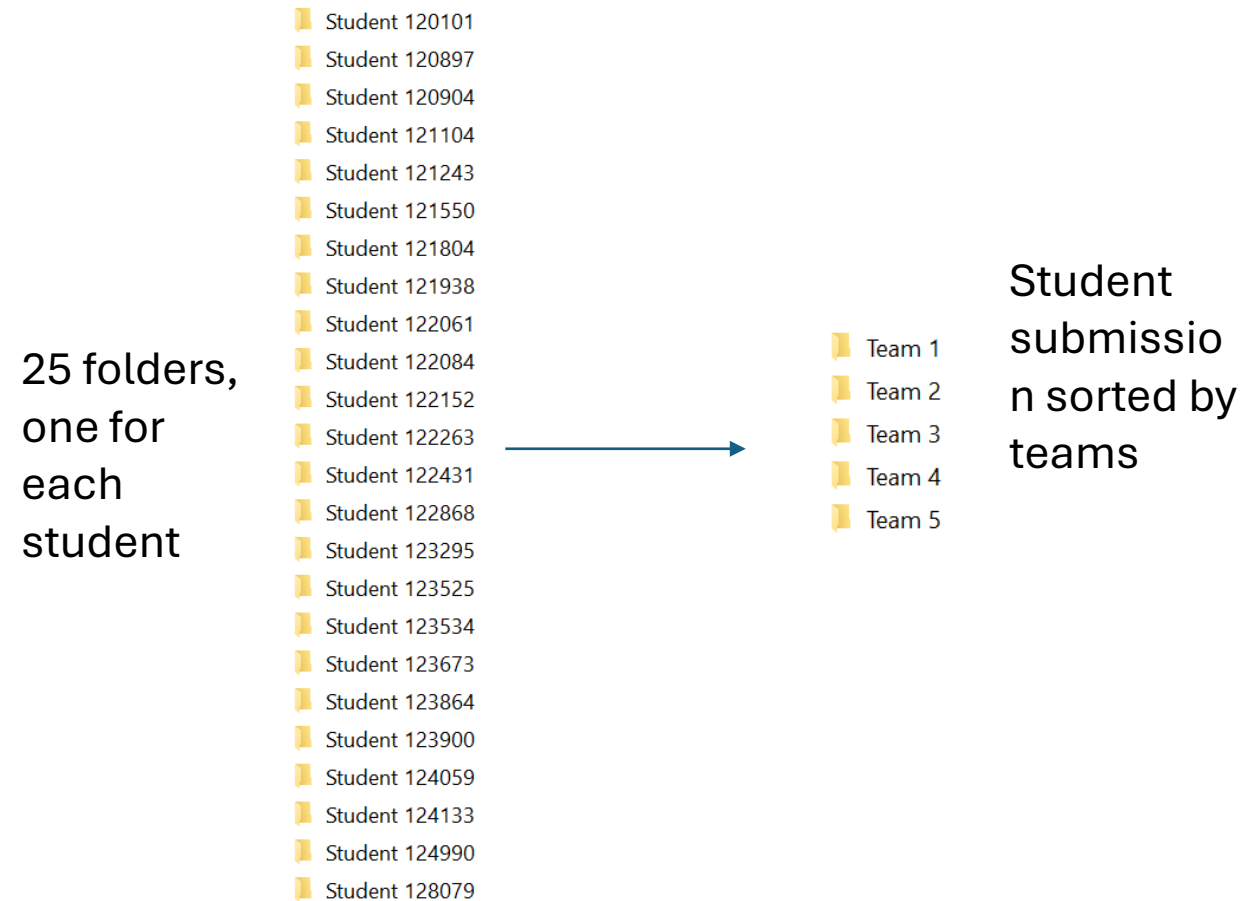 25 folders,
one for
each
student
Student 120101
Student 120897
Student 120904
Student 121104
Student 121243
Student 121550
Student 121804
Student 121938
Student 122061
Student 122084
Student 122152
Student 122263
Student 122431
Student 122868
Student 123295
Student 123525
Student 123534
Student 123673
Student 123864
Student 123900
Student 124059
Student 124133
Student 124990
Student 128079
Team 1
Team 2
Team 3
Team 4
Team 5
Student
submissio
n sorted by
teams